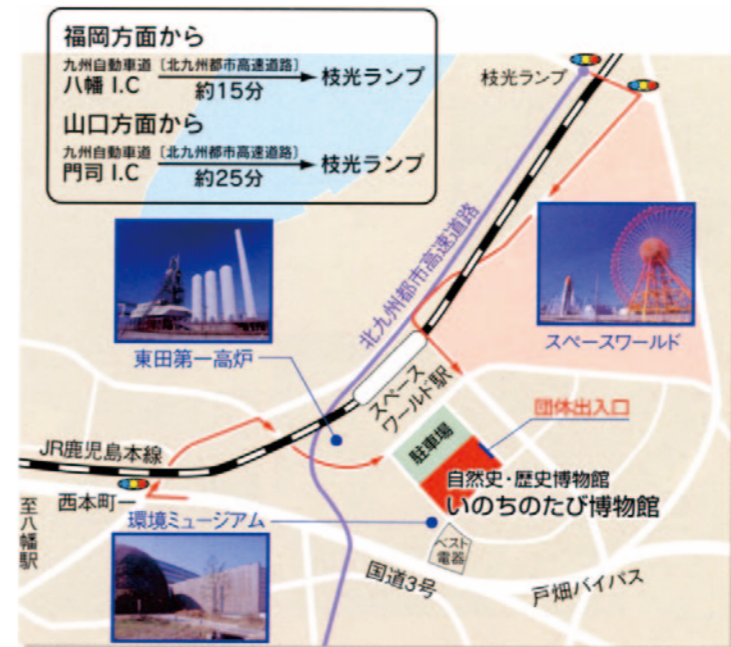 福岡方面から
九州自動車道〔北九州都市高速道路〕
八幡 I.C 約15分 枝光ランプ
山口方面から
九州自動車道〔北九州都市高速道路〕
門司 I.C 約25分 枝光ランプ
枝光ランプ
北九州都市高速道路
スペースワールド
東田第一高炉
スペース
ワールド駅
団体出入口
駐車場
JR鹿児島本線
自然史・歴史博物館
いのちのたび博物館
西本町一
至八幡駅
環境ミュージアム
ベスト
電器
国道3号
戸畑バイパス